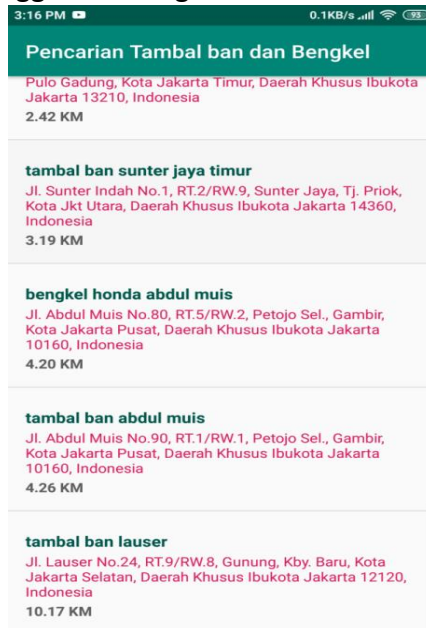 3:16 PM
0.1KB/s
93
Pencarian Tambal ban dan Bengkel
Pulo Gadung, Kota Jakarta Timur, Daerah Khusus Ibukota
Jakarta 13210, Indonesia
2.42 KM
tambal ban sunter jaya timur
Jl. Sunter Indah No.1, RT.2/RW.9, Sunter Jaya, Tj. Priok,
Kota Jkt Utara, Daerah Khusus Ibukota Jakarta 14360,
Indonesia
3.19 KM
bengkel honda abdul muis
Jl. Abdul Muis No.80, RT.5/RW.2, Petojo Sel., Gambir,
Kota Jakarta Pusat, Daerah Khusus Ibukota Jakarta
10160, Indonesia
4.20 KM
tambal ban abdul muis
Jl. Abdul Muis No.90, RT.1/RW.1, Petojo Sel., Gambir,
Kota Jakarta Pusat, Daerah Khusus Ibukota Jakarta
10160, Indonesia
4.26 KM
tambal ban lauser
Jl. Lauser No.24, RT.9/RW.8, Gunung, Kby. Baru, Kota
Jakarta Selatan, Daerah Khusus Ibukota Jakarta 12120,
Indonesia
10.17 KM